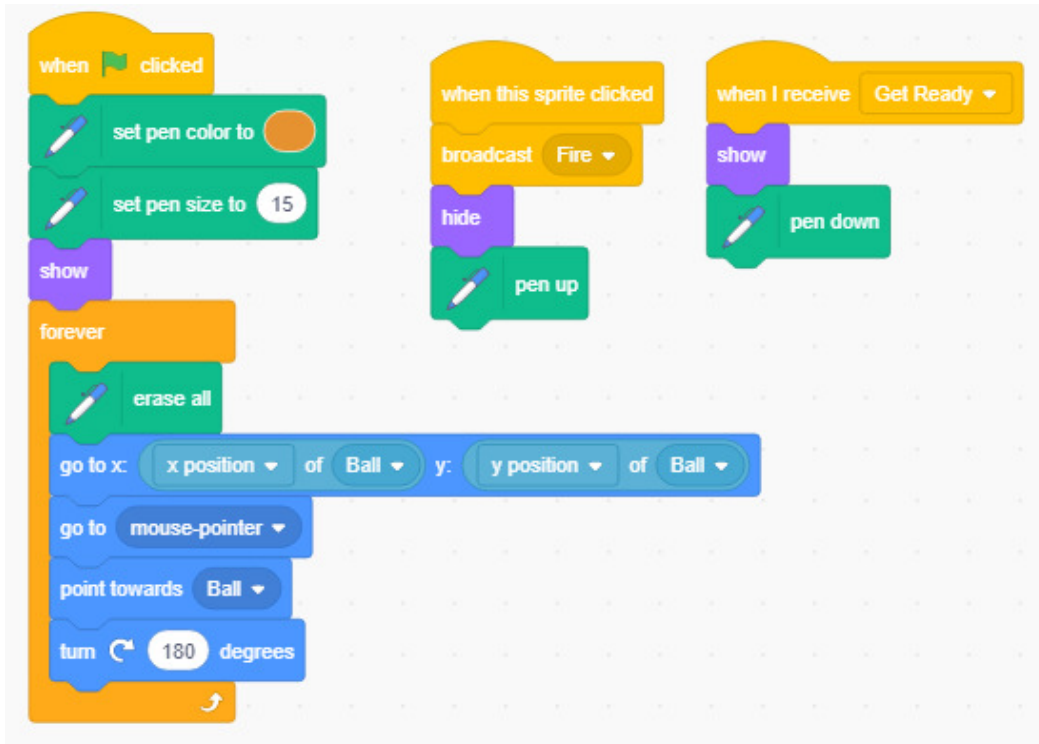 when clicked
set pen color to
set pen size to 15
show
forever
erase all
go to x: x position of Ball y: y position of Ball
go to mouse-pointer
point towards Ball
turn 180 degrees
when this sprite clicked
broadcast Fire
hide
pen up
when I receive Get Ready
show
pen down